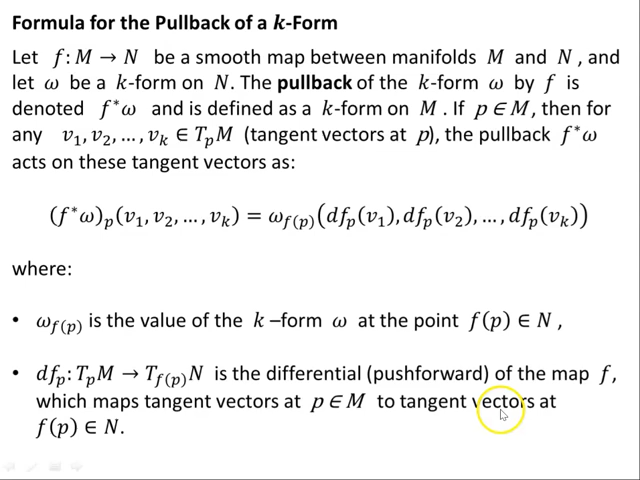 Formula for the Pullback of a k-Form
Let f: M → N be a smooth map between manifolds M and N, and
let ω be a k-form on N. The pullback of the k-form ω by f is
denoted f*ω and is defined as a k-form on M. If p ∈ M, then for
any v₁, v₂, …, vₖ ∈ TₚM (tangent vectors at p), the pullback f*ω
acts on these tangent vectors as:
(f*ω)ₚ(v₁, v₂, …, vₖ) = ω_{f(p)}(dfₚ(v₁), dfₚ(v₂), …, dfₚ(vₖ))
where:
• ω_{f(p)} is the value of the k –form ω at the point f(p) ∈ N,
• dfₚ: TₚM → T_{f(p)}N is the differential (pushforward) of the map f,
which maps tangent vectors at p ∈ M to tangent vectors at
f(p) ∈ N.